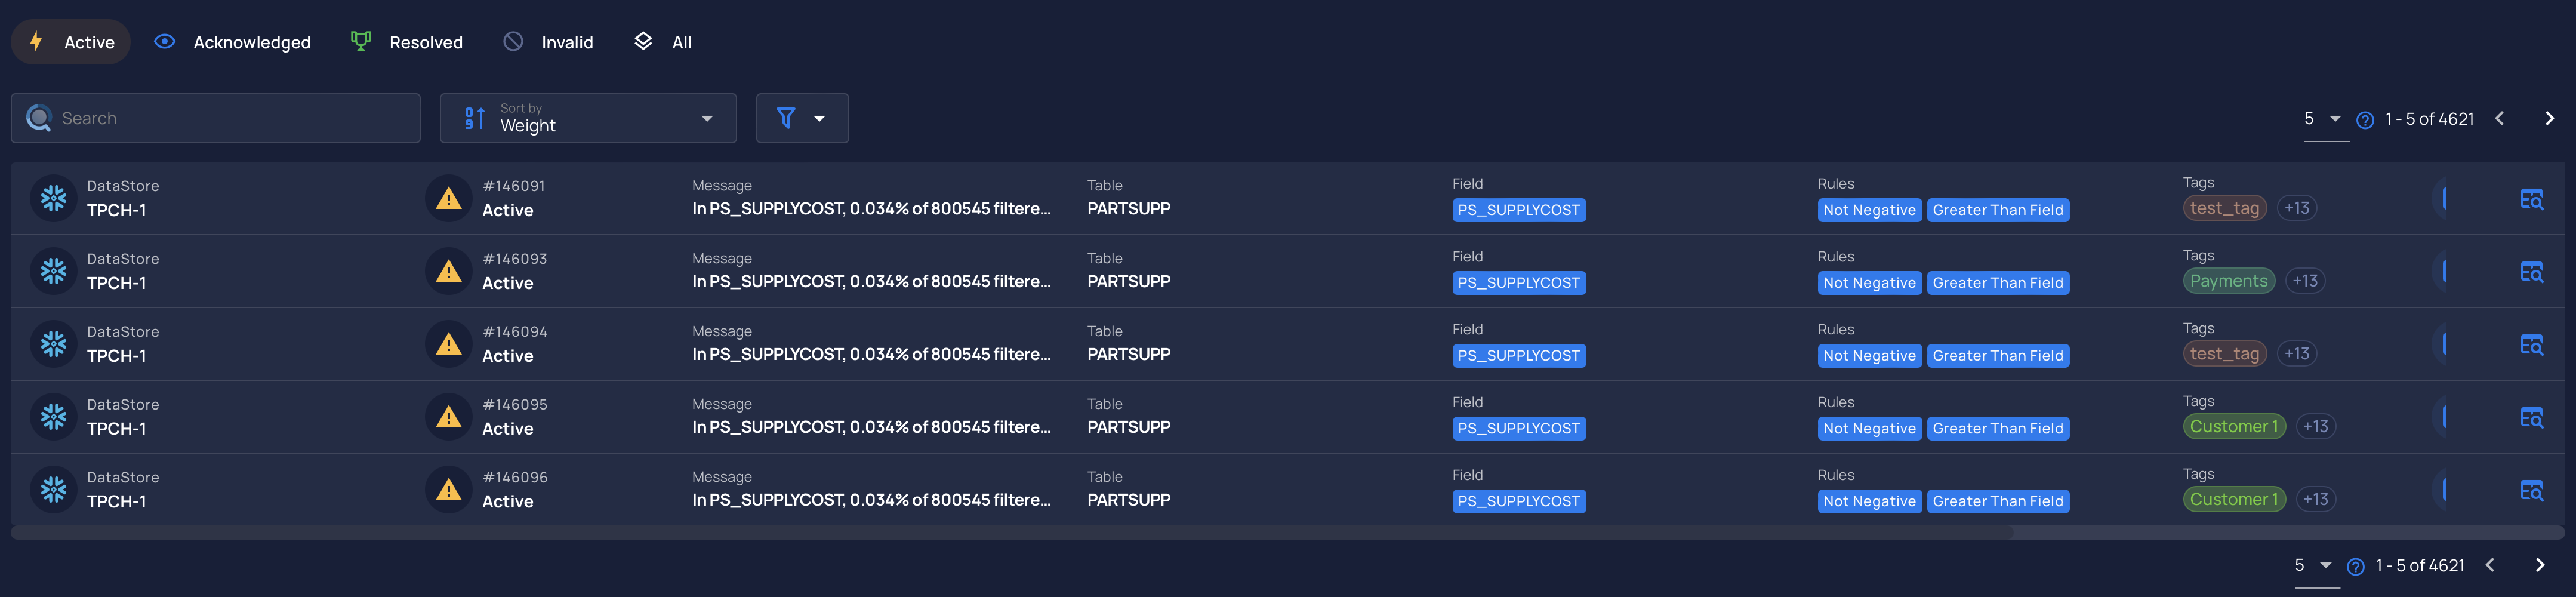 Active Acknowledged Resolved Invalid All
Search
Sort by
Weight
5 1 - 5 of 4621
DataStore #146091 Message Table Field Rules Tags
TPCH-1 Active In PS_SUPPLYCOST, 0.034% of 800545 filtere... PARTSUPP PS_SUPPLYCOST Not Negative Greater Than Field test_tag +13
DataStore #146093 Message Table Field Rules Tags
TPCH-1 Active In PS_SUPPLYCOST, 0.034% of 800545 filtere... PARTSUPP PS_SUPPLYCOST Not Negative Greater Than Field Payments +13
DataStore #146094 Message Table Field Rules Tags
TPCH-1 Active In PS_SUPPLYCOST, 0.034% of 800545 filtere... PARTSUPP PS_SUPPLYCOST Not Negative Greater Than Field test_tag +13
DataStore #146095 Message Table Field Rules Tags
TPCH-1 Active In PS_SUPPLYCOST, 0.034% of 800545 filtere... PARTSUPP PS_SUPPLYCOST Not Negative Greater Than Field Customer 1 +13
DataStore #146096 Message Table Field Rules Tags
TPCH-1 Active In PS_SUPPLYCOST, 0.034% of 800545 filtere... PARTSUPP PS_SUPPLYCOST Not Negative Greater Than Field Customer 1 +13
5 1 - 5 of 4621